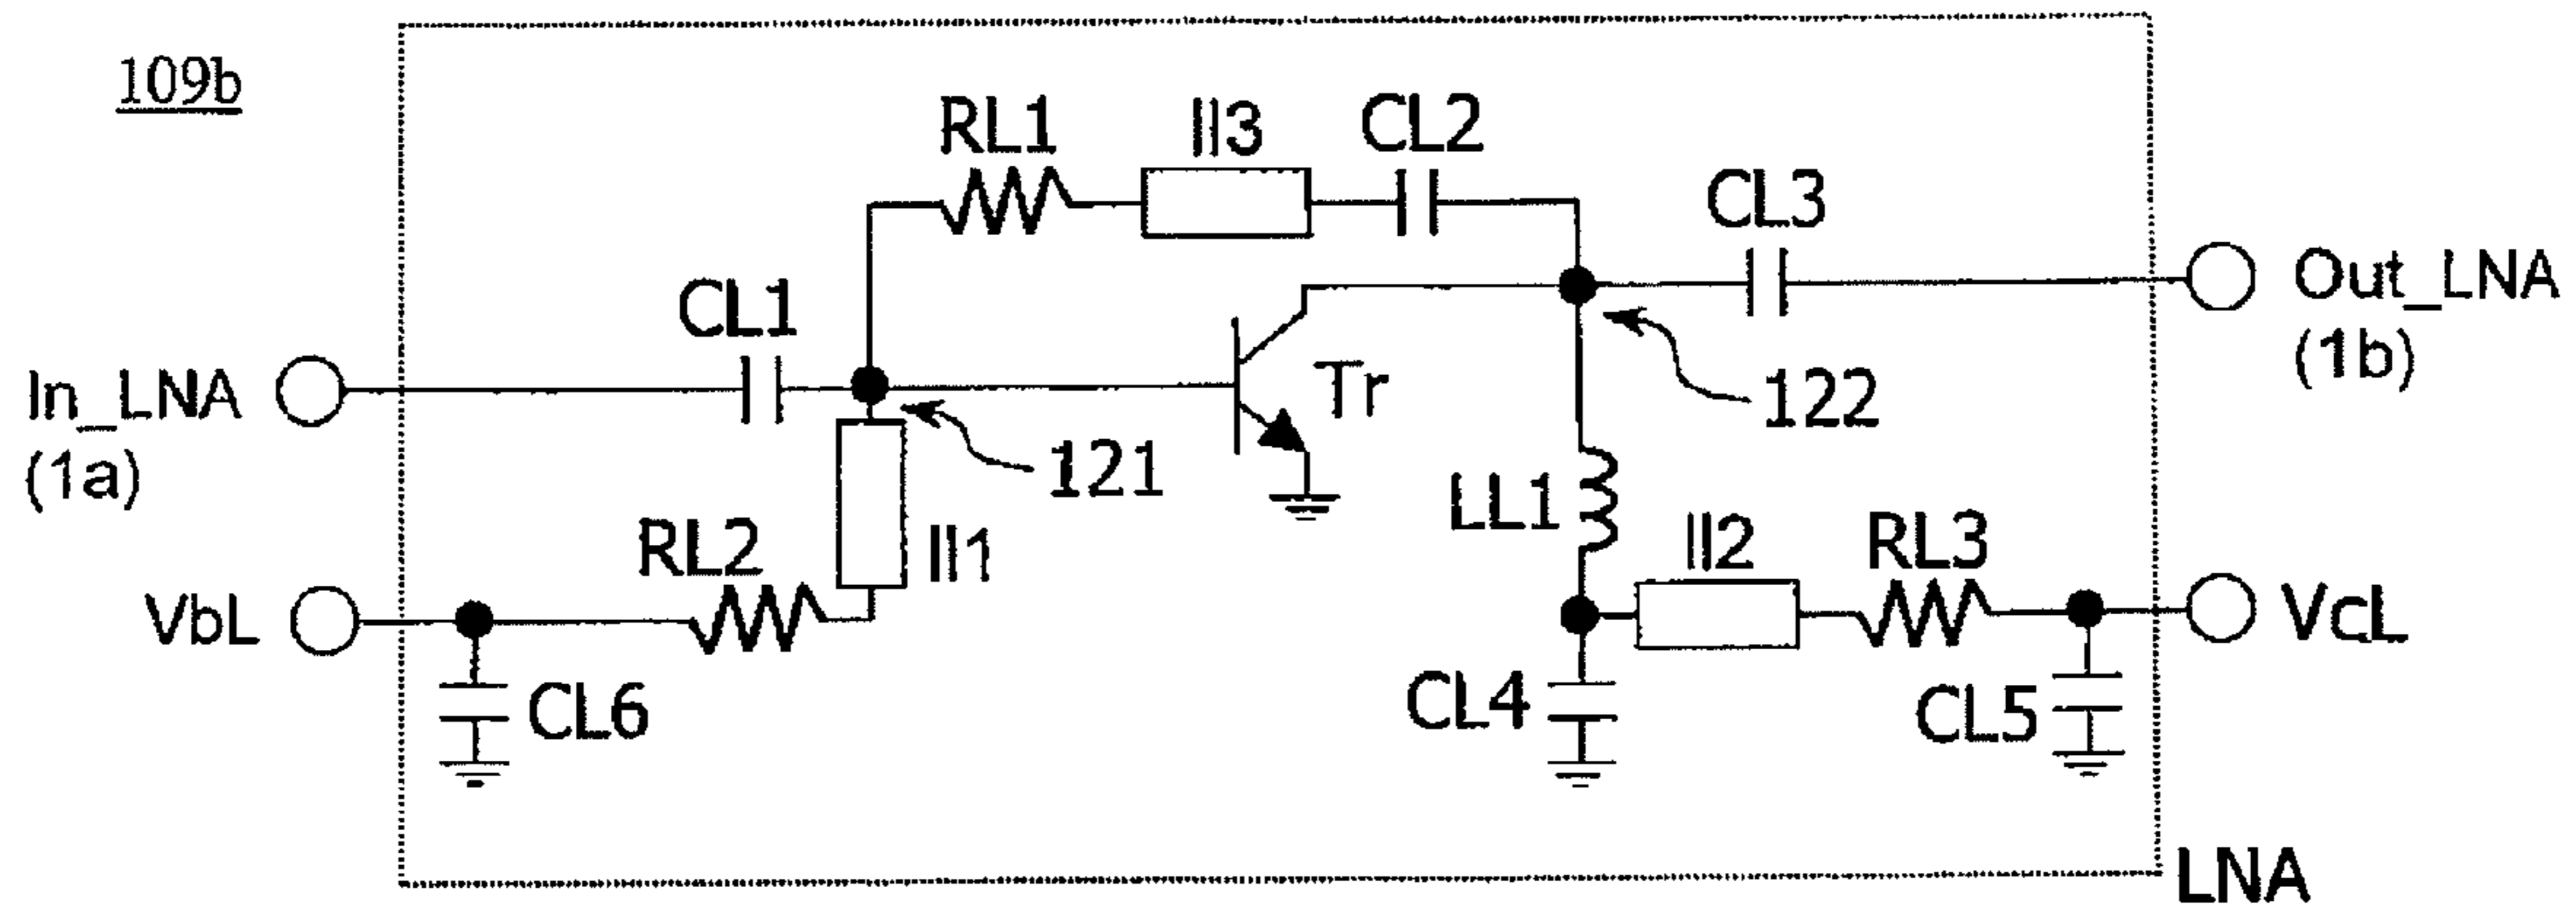 109b
RL1
ll3
CL2
CL3
Out_LNA
(1b)
CL1
In_LNA
(1a)
Tr
122
121
LL1
ll2
RL3
RL2
ll1
VbL
VcL
CL6
CL4
CL5
LNA